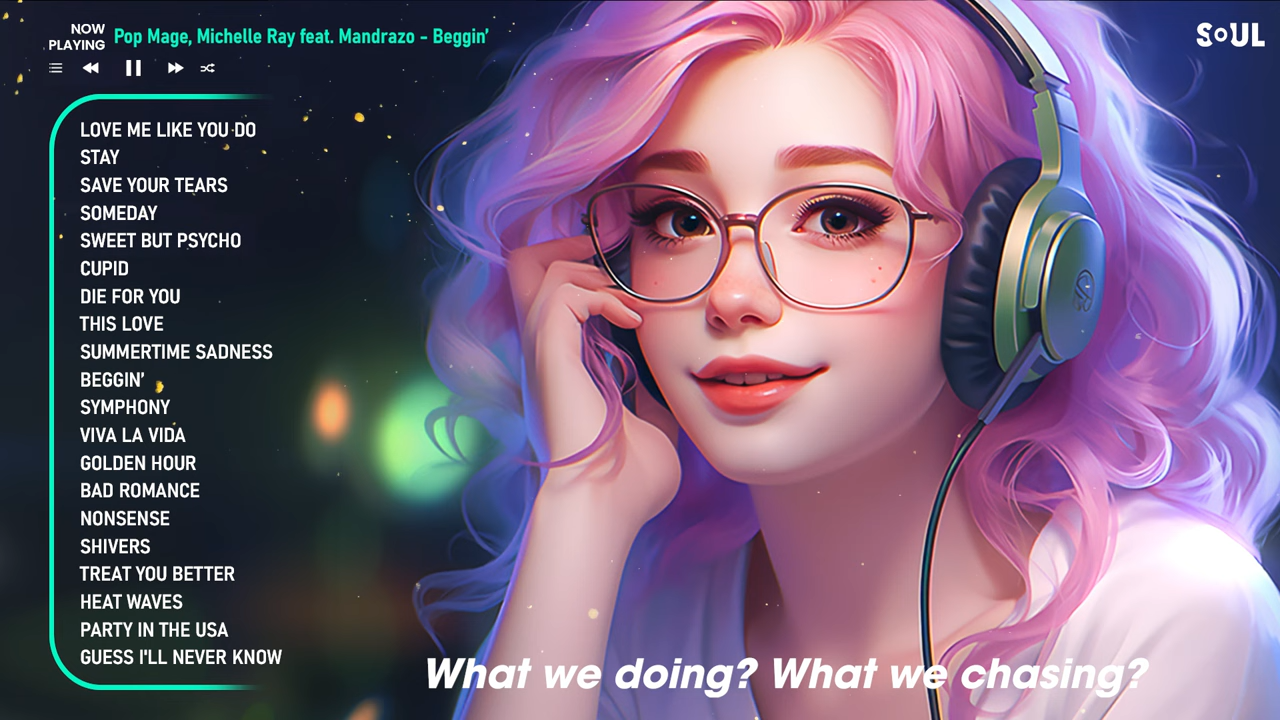 NOW PLAYING
Pop Mage, Michelle Ray feat. Mandrazo - Beggin'
SOUL
LOVE ME LIKE YOU DO
STAY
SAVE YOUR TEARS
SOMEDAY
SWEET BUT PSYCHO
CUPID
DIE FOR YOU
THIS LOVE
SUMMERTIME SADNESS
BEGGIN'
SYMPHONY
VIVA LA VIDA
GOLDEN HOUR
BAD ROMANCE
NONSENSE
SHIVERS
TREAT YOU BETTER
HEAT WAVES
PARTY IN THE USA
GUESS I'LL NEVER KNOW
What we doing? What we chasing?